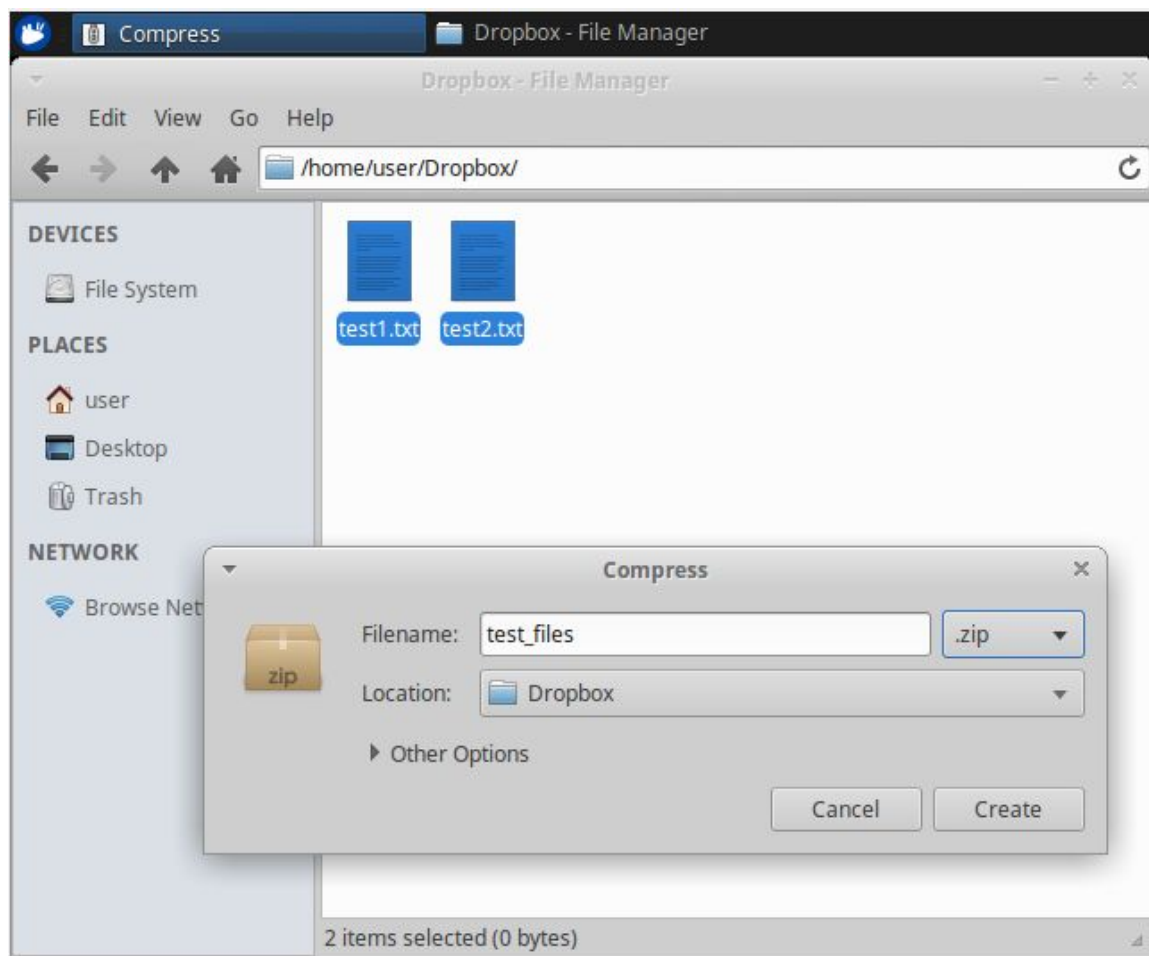 Compress
Dropbox - File Manager
Dropbox - File Manager
File Edit View Go Help
/home/user/Dropbox/
DEVICES
File System
PLACES
user
Desktop
Trash
NETWORK
Browse Net
test1.txt test2.txt
Compress
zip
Filename: test_files .zip
Location: Dropbox
Other Options
Cancel Create
2 items selected (0 bytes)